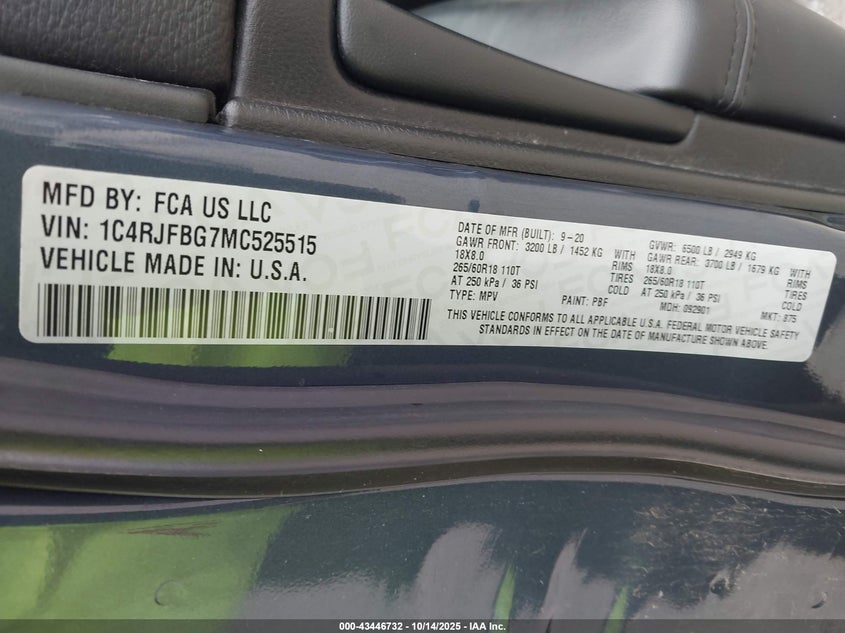 MFD BY: FCA US LLC
VIN: 1C4RJFBG7MC525515
VEHICLE MADE IN: U.S.A.
DATE OF MFR (BUILT): 9-20 GVWR: 6500 LB / 2949 KG
GAWR FRONT: 3200 LB / 1452 KG WITH GAWR REAR: 3700 LB / 1679 KG WITH
18X8.0 RIMS 18X8.0 RIMS
265/60R18 110T TIRES 265/60R18 110T TIRES
AT 250 kPa / 36 PSI COLD AT 250 kPa / 36 PSI COLD
TYPE: MPV PAINT: PBF MDH: 092901 MKT: 875
THIS VEHICLE CONFORMS TO ALL APPLICABLE U.S.A. FEDERAL MOTOR VEHICLE SAFETY
STANDARDS IN EFFECT ON THE DATE OF MANUFACTURE SHOWN ABOVE.
000-43446732 - 10/14/2025 - IAA Inc.